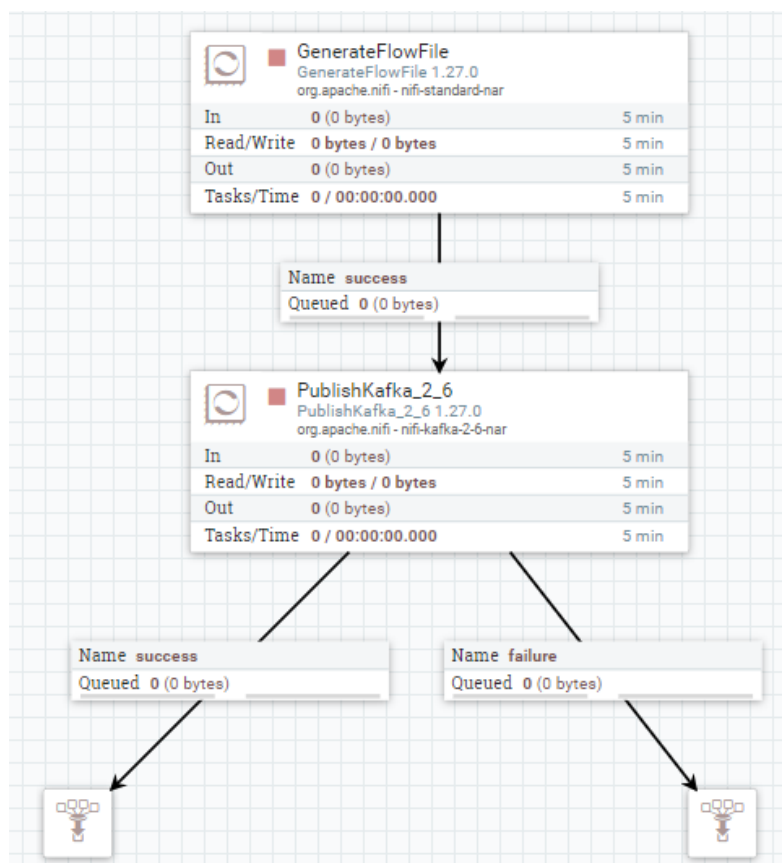 GenerateFlowFile
GenerateFlowFile 1.27.0
org.apache.nifi - nifi-standard-nar
In 0 (0 bytes) 5 min
Read/Write 0 bytes / 0 bytes 5 min
Out 0 (0 bytes) 5 min
Tasks/Time 0 / 00:00:00.000 5 min
Name success
Queued 0 (0 bytes)
PublishKafka_2_6
PublishKafka_2_6 1.27.0
org.apache.nifi - nifi-kafka-2-6-nar
In 0 (0 bytes) 5 min
Read/Write 0 bytes / 0 bytes 5 min
Out 0 (0 bytes) 5 min
Tasks/Time 0 / 00:00:00.000 5 min
Name success
Queued 0 (0 bytes)
Name failure
Queued 0 (0 bytes)